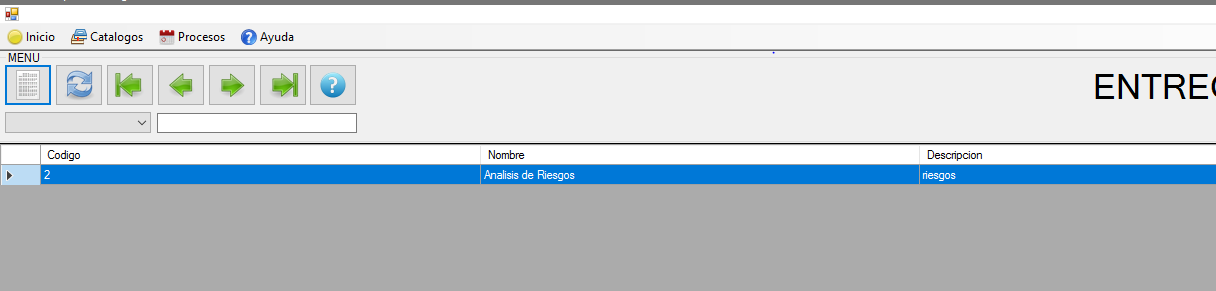 Inicio Catalogos Procesos Ayuda
MENU
ENTREG
Codigo Nombre Descripcion
2 Analisis de Riesgos riesgos